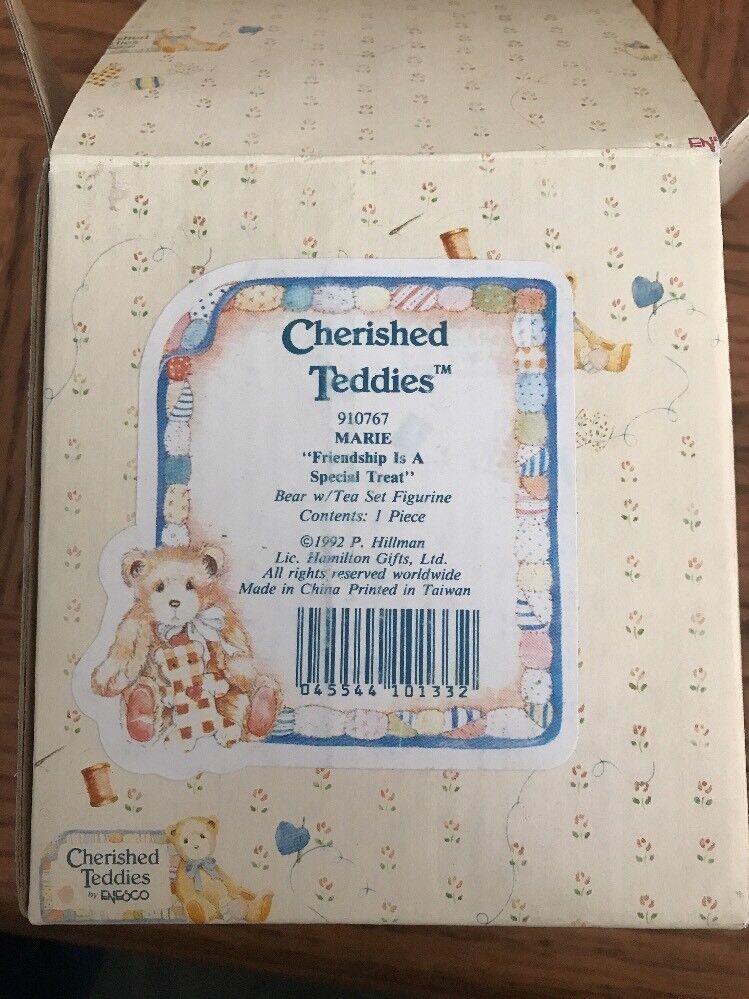 Cherished
Teddies™
910767
MARIE
"Friendship Is A
Special Treat"
Bear w/Tea Set Figurine
Contents: 1 Piece
©1992 P. Hillman
Lic. Hamilton Gifts, Ltd.
All rights reserved worldwide
Made in China Printed in Taiwan
045544 101332
Cherished
Teddies
by ENESCO